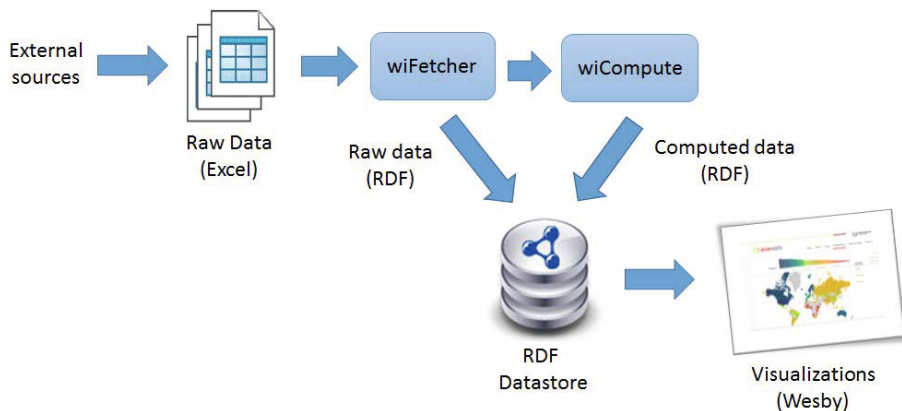 External
sources
Raw Data
(Excel)
wiFetcher
wiCompute
Raw data
(RDF)
Computed data
(RDF)
RDF
Datastore
Visualizations
(Wesby)